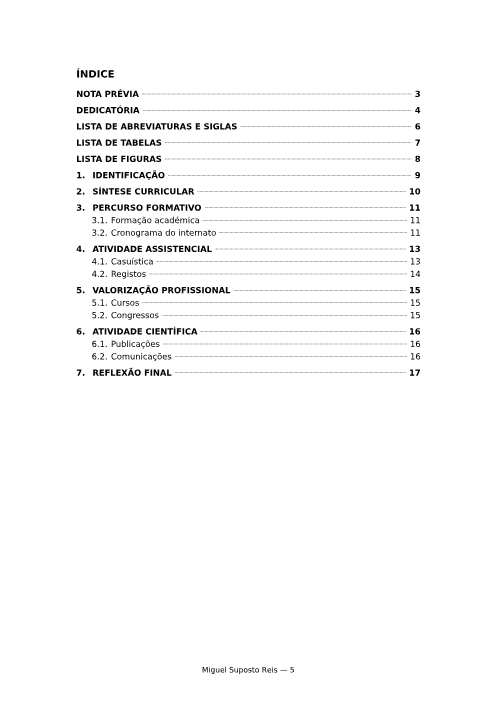 ÍNDICE
NOTA PRÉVIA 3
DEDICATÓRIA 4
LISTA DE ABREVIATURAS E SIGLAS 6
LISTA DE TABELAS 7
LISTA DE FIGURAS 8
1. IDENTIFICAÇÃO 9
2. SÍNTESE CURRICULAR 10
3. PERCURSO FORMATIVO 11
3.1. Formação académica 11
3.2. Cronograma do internato 11
4. ATIVIDADE ASSISTENCIAL 13
4.1. Casuística 13
4.2. Registos 14
5. VALORIZAÇÃO PROFISSIONAL 15
5.1. Cursos 15
5.2. Congressos 15
6. ATIVIDADE CIENTÍFICA 16
6.1. Publicações 16
6.2. Comunicações 16
7. REFLEXÃO FINAL 17
Miguel Suposto Reis — 5